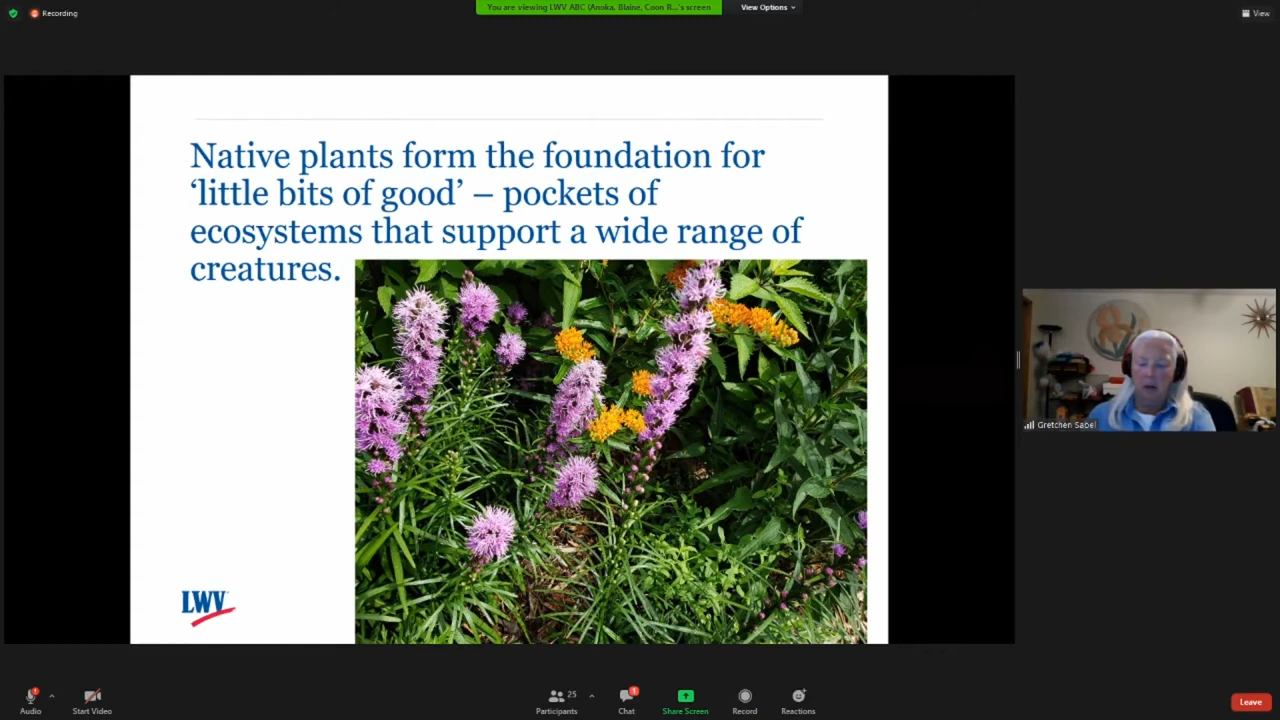 Recording
You are viewing LWV ABC (Anoka, Blaine, Coon R...'s screen
View Options
View
Native plants form the foundation for
‘little bits of good’ – pockets of
ecosystems that support a wide range of
creatures.
LWV
Gretchen Sabel
Audio
Start Video
25
Participants
1
Chat
Share Screen
Record
Reactions
Leave